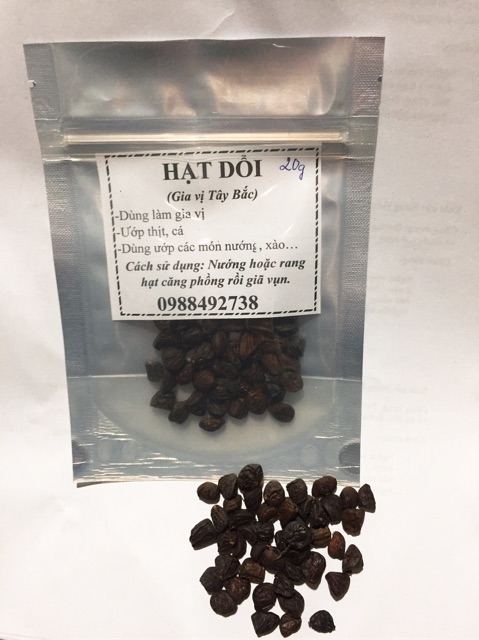 HẠT DỔI 20g
(Gia vị Tây Bắc)
-Dùng làm gia vị
-Ướp thịt, cá
-Dùng ướp các món nướng , xào…
Cách sử dụng: Nướng hoặc rang
hạt căng phồng rồi giã vụn.
0988492738